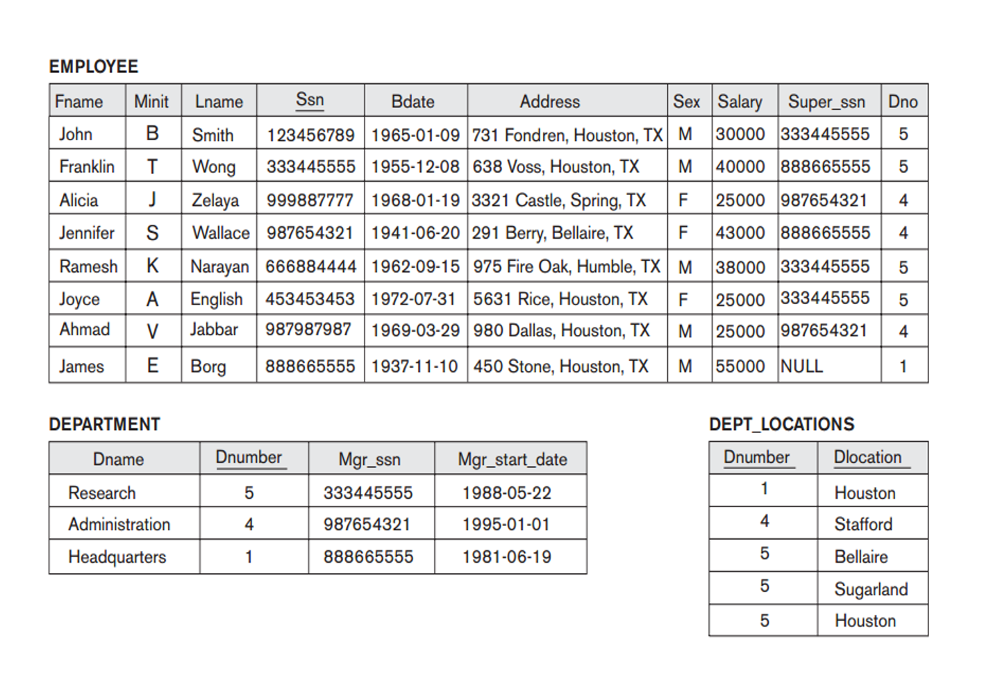 EMPLOYEE
Fname Minit Lname Ssn Bdate Address Sex Salary Super_ssn Dno
John B Smith 123456789 1965-01-09 731 Fondren, Houston, TX M 30000 333445555 5
Franklin T Wong 333445555 1955-12-08 638 Voss, Houston, TX M 40000 888665555 5
Alicia J Zelaya 999887777 1968-01-19 3321 Castle, Spring, TX F 25000 987654321 4
Jennifer S Wallace 987654321 1941-06-20 291 Berry, Bellaire, TX F 43000 888665555 4
Ramesh K Narayan 666884444 1962-09-15 975 Fire Oak, Humble, TX M 38000 333445555 5
Joyce A English 453453453 1972-07-31 5631 Rice, Houston, TX F 25000 333445555 5
Ahmad V Jabbar 987987987 1969-03-29 980 Dallas, Houston, TX M 25000 987654321 4
James E Borg 888665555 1937-11-10 450 Stone, Houston, TX M 55000 NULL 1
DEPARTMENT
Dname Dnumber Mgr_ssn Mgr_start_date
Research 5 333445555 1988-05-22
Administration 4 987654321 1995-01-01
Headquarters 1 888665555 1981-06-19
DEPT_LOCATIONS
Dnumber Dlocation
1 Houston
4 Stafford
5 Bellaire
5 Sugarland
5 Houston